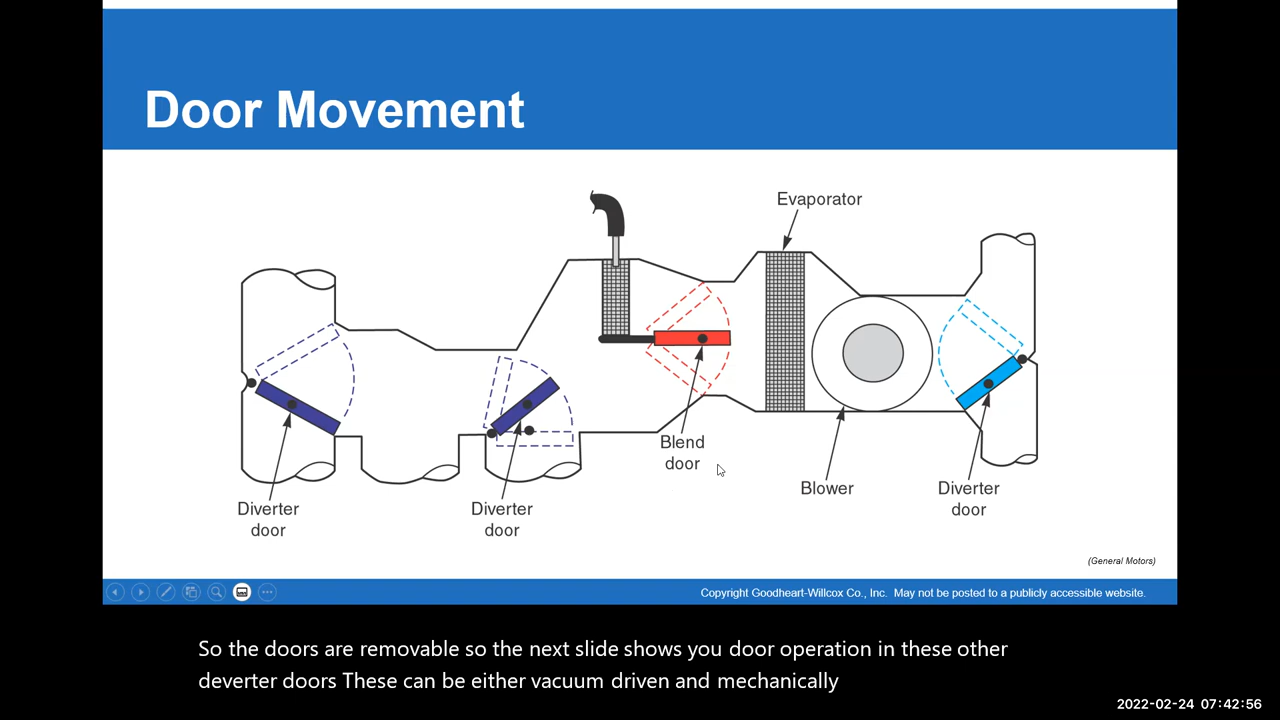 Door Movement
Evaporator
Blend
door
Blower
Diverter
door
Diverter
door
Diverter
door
(General Motors)
Copyright Goodheart-Willcox Co., Inc.  May not be posted to a publicly accessible website.
So the doors are removable so the next slide shows you door operation in these other
deverter doors These can be either vacuum driven and mechanically
2022-02-24 07:42:56